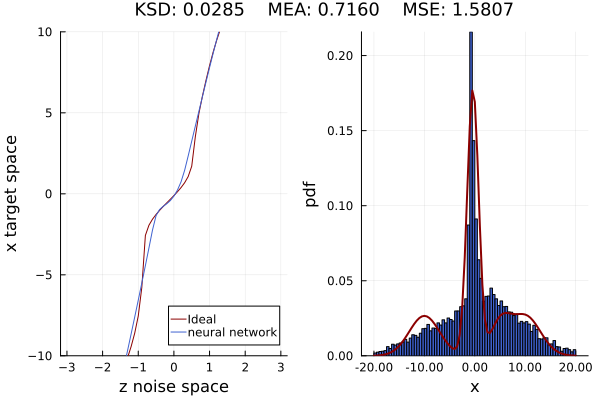 KSD: 0.0285 MEA: 0.7160 MSE: 1.5807
x target space
10
5
0
−5
−10
Ideal
neural network
−3 −2 −1 0 1 2 3
z noise space
pdf
0.20
0.15
0.10
0.05
0.00
-20.00 -10.00 0.00 10.00 20.00
x